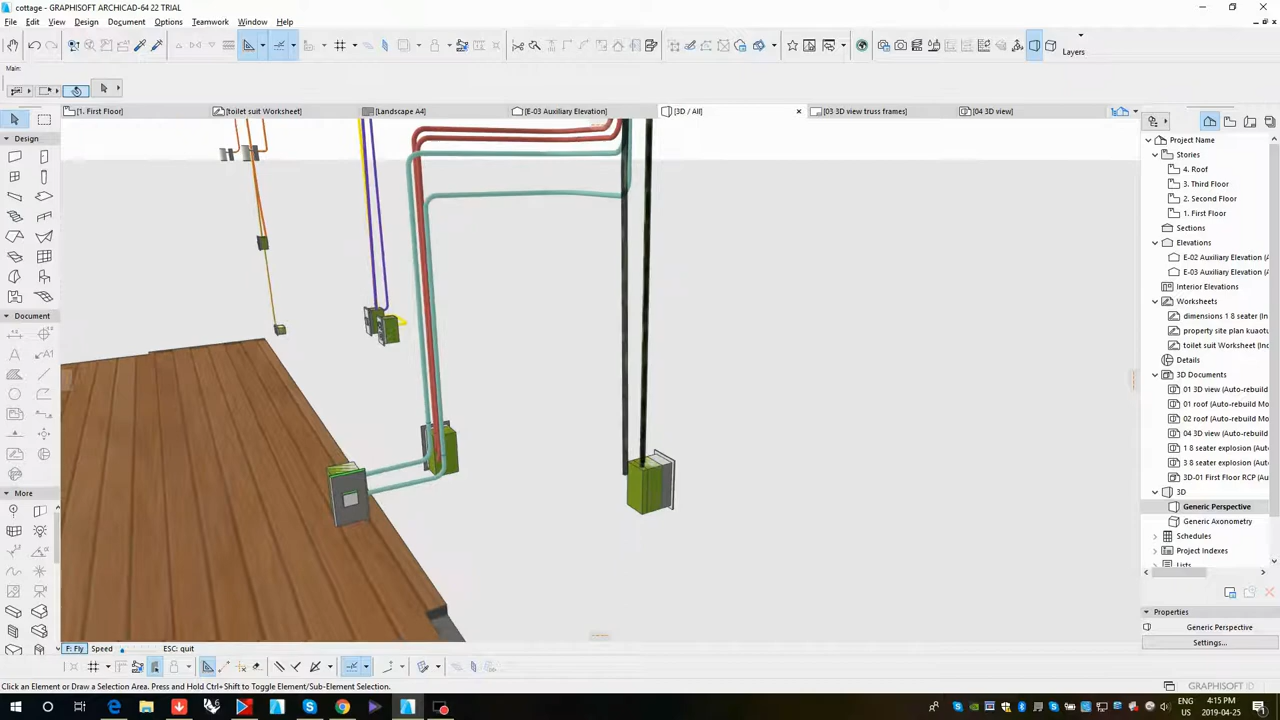 cottage - GRAPHISOFT ARCHICAD-64 22 TRIAL
File Edit View Design Document Options Teamwork Window Help
Layers
Main:
[1. First Floor]
[toilet suit Worksheet]
[Landscape A4]
[E-03 Auxiliary Elevation]
[3D / All]
[03 3D view truss frames]
[04 3D view]
Design
Document
More
Project Name
Stories
4. Roof
3. Third Floor
2. Second Floor
1. First Floor
Sections
Elevations
E-02 Auxiliary Elevation (A
E-03 Auxiliary Elevation (A
Interior Elevations
Worksheets
dimensions 1 8 seater (In
property site plan kuaotu
toilet suit Worksheet (Inc
Details
3D Documents
01 3D view (Auto-rebuild
01 roof (Auto-rebuild Mo
02 roof (Auto-rebuild Mo
04 3D view (Auto-rebuild
1 8 seater explosion (Aut
3 8 seater explosion (Aut
3D-01 First Floor RCP (Au
3D
Generic Perspective
Generic Axonometry
Schedules
Project Indexes
Lists
Properties
Generic Perspective
Settings...
F: Fly Speed ESC: quit
Click an Element or Draw a Selection Area. Press and Hold Ctrl+Shift to Toggle Element/Sub-Element Selection.
GRAPHISOFT ID
ENG
US
4:15 PM
2019-04-25